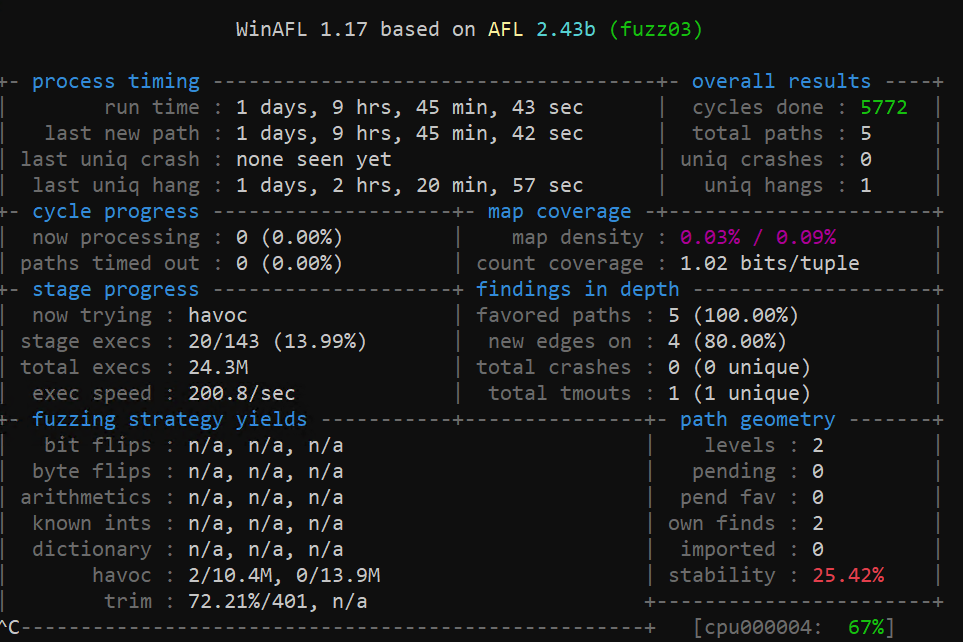 WinAFL 1.17 based on AFL 2.43b (fuzz03)
+- process timing -------------------------------------+- overall results ----+
| run time : 1 days, 9 hrs, 45 min, 43 sec | cycles done : 5772 |
| last new path : 1 days, 9 hrs, 45 min, 42 sec | total paths : 5 |
| last uniq crash : none seen yet | uniq crashes : 0 |
| last uniq hang : 1 days, 2 hrs, 20 min, 57 sec | uniq hangs : 1 |
+- cycle progress --------------------+- map coverage -+----------------------+
| now processing : 0 (0.00%) | map density : 0.03% / 0.09% |
| paths timed out : 0 (0.00%) | count coverage : 1.02 bits/tuple |
+- stage progress --------------------+ findings in depth --------------------+
| now trying : havoc | favored paths : 5 (100.00%) |
| stage execs : 20/143 (13.99%) | new edges on : 4 (80.00%) |
| total execs : 24.3M | total crashes : 0 (0 unique) |
| exec speed : 200.8/sec | total tmouts : 1 (1 unique) |
+- fuzzing strategy yields -----------+---------------+- path geometry -------+
| bit flips : n/a, n/a, n/a | levels : 2 |
| byte flips : n/a, n/a, n/a | pending : 0 |
| arithmetics : n/a, n/a, n/a | pend fav : 0 |
| known ints : n/a, n/a, n/a | own finds : 2 |
| dictionary : n/a, n/a, n/a | imported : 0 |
| havoc : 2/10.4M, 0/13.9M | stability : 25.42% |
| trim : 72.21%/401, n/a +-----------------------+
^C----------------------------------------------------+ [cpu000004: 67%]